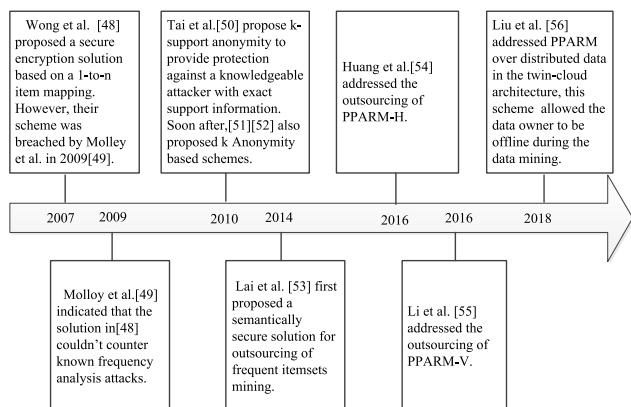 Wong et al. [48]
proposed a secure
encryption solution
based on a 1-to-n
item mapping.
However, their
scheme was
breached by Molley
et al. in 2009[49].
Tai et al.[50] propose k-
support anonymity to
provide protection
against a knowledgeable
attacker with exact
support information.
Soon after,[51][52] also
proposed k Anonymity
based schemes.
Huang et al.[54]
addressed the
outsourcing of
PPARM-H.
Liu et al. [56]
addressed PPARM
over distributed data
in the twin-cloud
architecture, this
scheme allowed the
data owner to be
offline during the
data mining.
2007 2009 2010 2014 2016 2016 2018
Molloy et al.[49]
indicated that the
solution in[48]
couldn't counter
known frequency
analysis attacks.
Lai et al. [53] first
proposed a
semantically
secure solution for
outsourcing of
frequent itemsets
mining.
Li et al. [55]
addressed the
outsourcing of
PPARM-V.